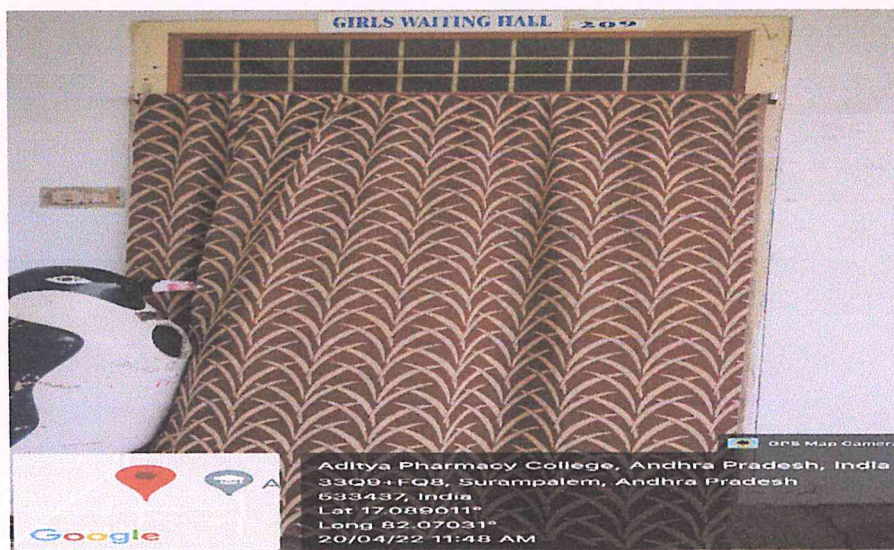 GIRLS WAITING HALL 209
GPS Map Camera
Aditya Pharmacy College, Andhra Pradesh, India
33Q9+FQ8, Surampalem, Andhra Pradesh
533437, India
Lat 17.089011°
Long 82.07031°
20/04/22 11:48 AM
A
Google